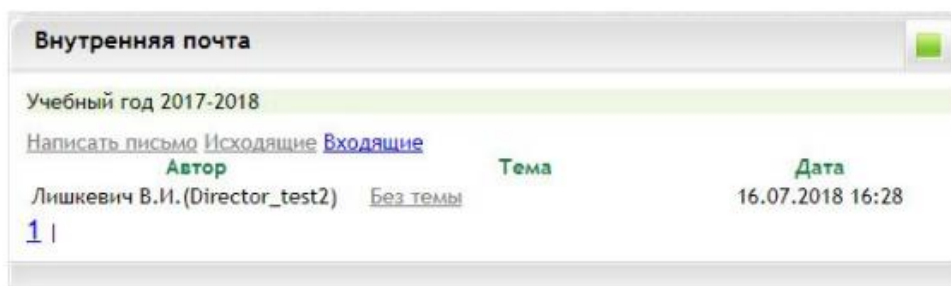 Внутренняя почта
Учебный год 2017-2018
Написать письмо Исходящие Входящие
Автор Тема Дата
Лишкевич В.И.(Director_test2) Без темы 16.07.2018 16:28
1 |